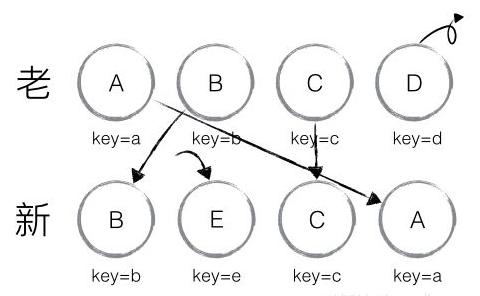 老 A B C D
key=a key=b key=c key=d
新 B E C A
key=b key=e key=c key=a